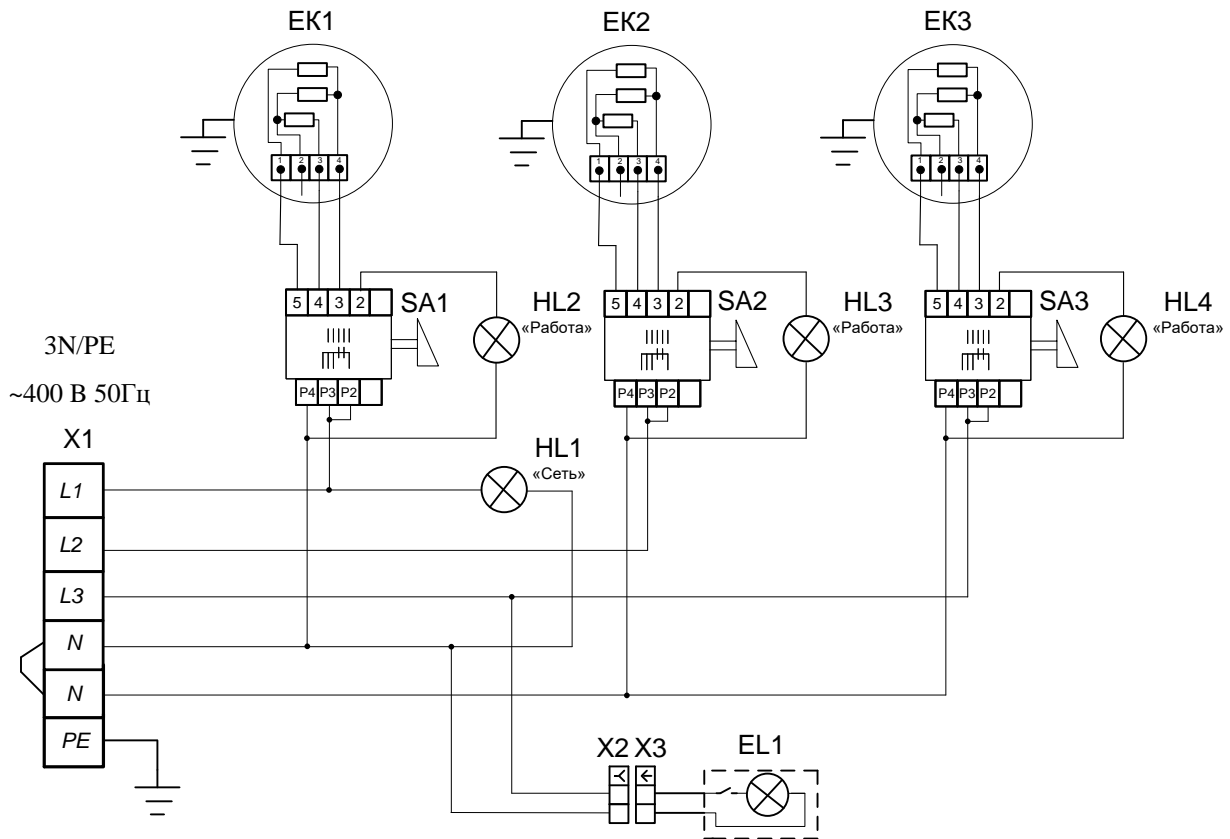 ЕК1
ЕК2
ЕК3
1 2 3 4
1 2 3 4
1 2 3 4
5 4 3 2
SA1
HL2
«Работа»
5 4 3 2
SA2
HL3
«Работа»
5 4 3 2
SA3
HL4
«Работа»
P4 P3 P2
P4 P3 P2
P4 P3 P2
3N/PE
~400 В 50Гц
X1
HL1
«Сеть»
L1
L2
L3
N
N
PE
X2 X3
EL1